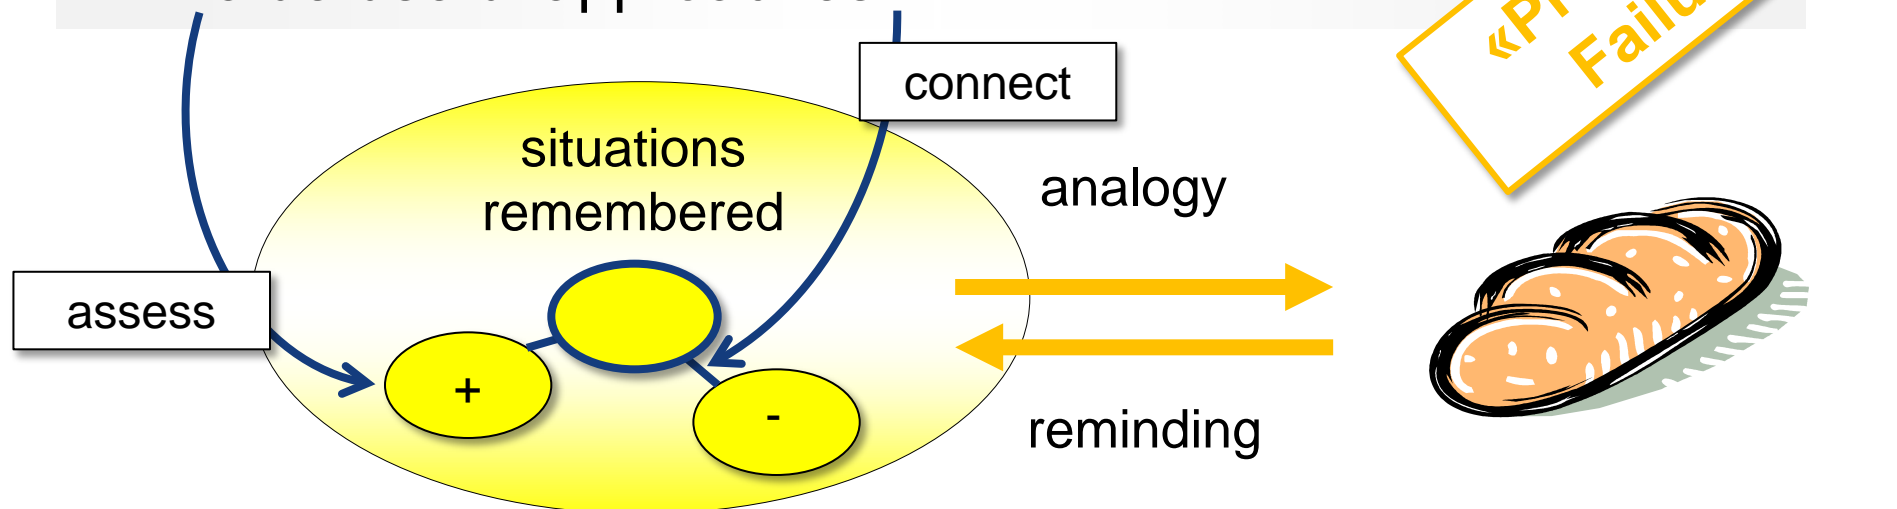 connect
situations
remembered
analogy
assess
+
-
reminding